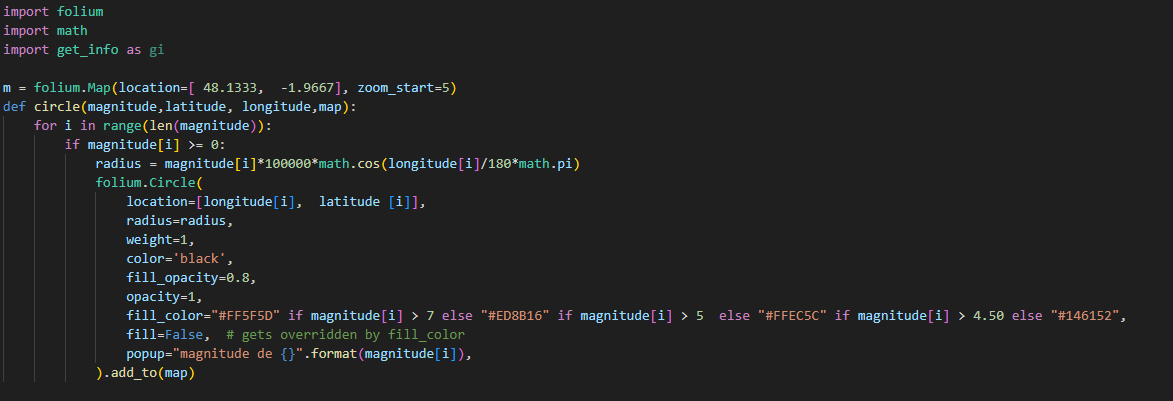 import folium
import math
import get_info as gi
m = folium.Map(location=[ 48.1333,  -1.9667], zoom_start=5)
def circle(magnitude,latitude, longitude,map):
    for i in range(len(magnitude)):
        if magnitude[i] >= 0:
            radius = magnitude[i]*100000*math.cos(longitude[i]/180*math.pi)
            folium.Circle(
                location=[longitude[i],  latitude [i]],
                radius=radius,
                weight=1,
                color='black',
                fill_opacity=0.8,
                opacity=1,
                fill_color="#FF5F5D" if magnitude[i] > 7 else "#ED8B16" if magnitude[i] > 5  else "#FFEC5C" if magnitude[i] > 4.50 else "#146152",
                fill=False,  # gets overridden by fill_color
                popup="magnitude de {}".format(magnitude[i]),
            ).add_to(map)